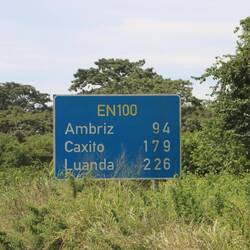 EN100
Ambriz 94
Caxito 179
Luanda 226